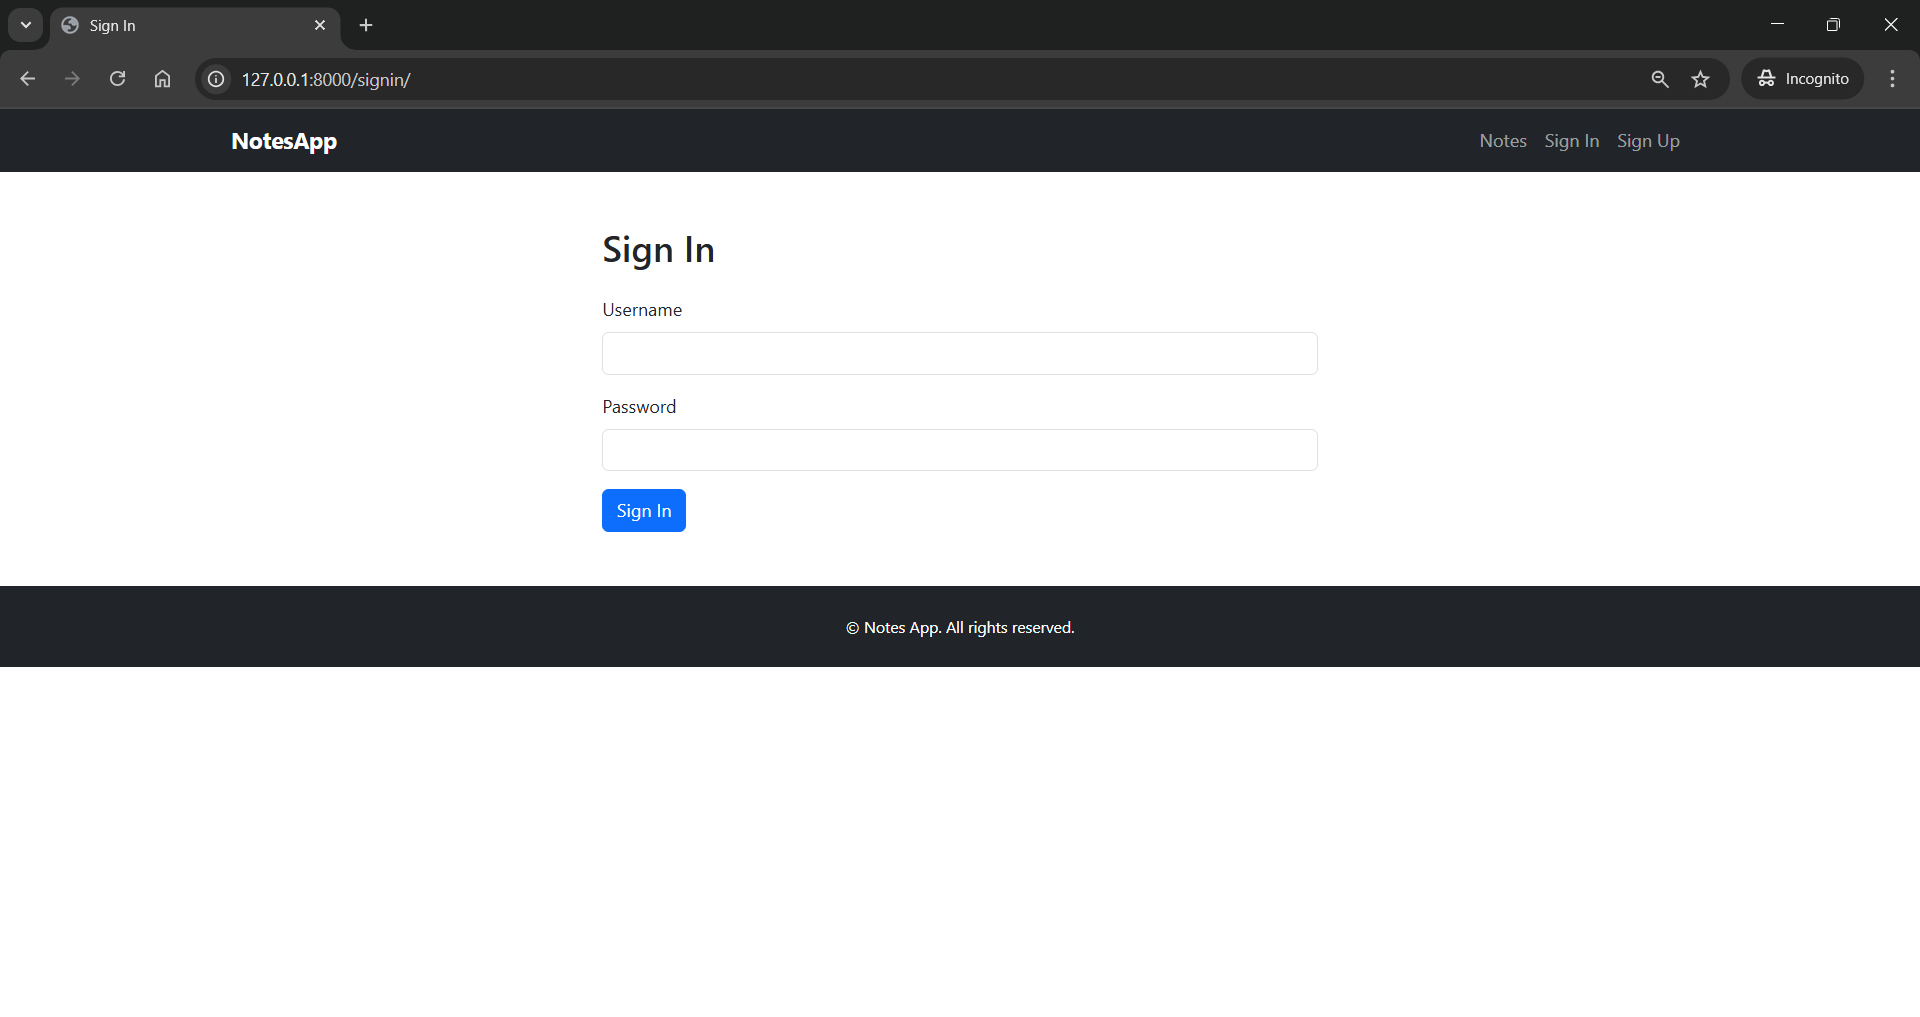 Sign In
127.0.0.1:8000/signin/
Incognito
NotesApp
Notes Sign In Sign Up
Sign In
Username
Password
Sign In
© Notes App. All rights reserved.